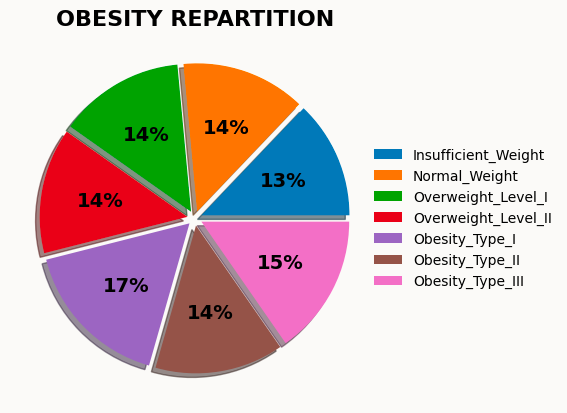 OBESITY REPARTITION
14%
14%
13%
14%
17%
14%
15%
Insufficient_Weight
Normal_Weight
Overweight_Level_I
Overweight_Level_II
Obesity_Type_I
Obesity_Type_II
Obesity_Type_III